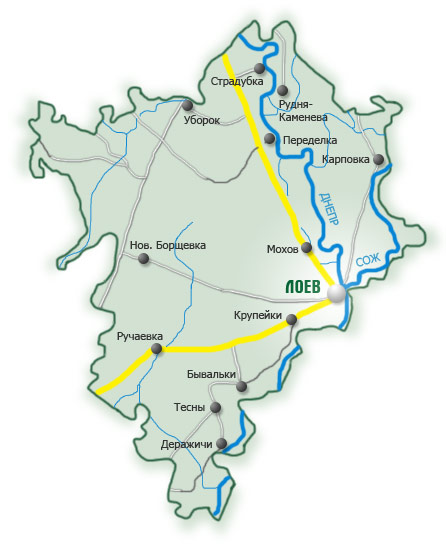 Страдубка
Рудня-
Каменева
Уборок
Переделка
Карповка
ДНЕПР
Нов. Борщевка
Мохов
СОЖ
ЛОЕВ
Крупейки
Ручаевка
Бывальки
Тесны
Деражичи